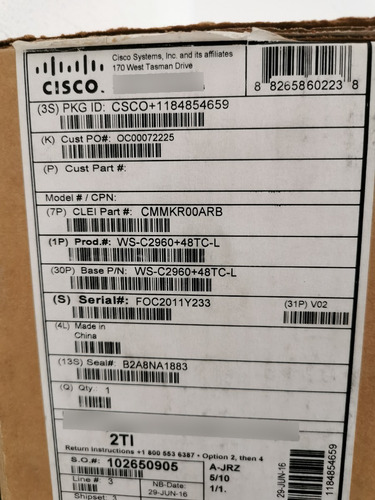 Cisco Systems, Inc. and its affiliates
170 West Tasman Drive
CISCO.
8 82658 60223 8
(3S) PKG ID: CSCO+1184854659
(K) Cust PO#: OC00072225
(P) Cust Part #:
Model # / CPN:
(7P) CLEI Part #: CMMKR00ARB
(1P) Prod.#: WS-C2960+48TC-L
(30P) Base P/N: WS-C2960+48TC-L
(S) Serial#: FOC2011Y233
(31P) V02
(4L) Made in
China
(13S) Seal#: B2A8NA1883
(Q) Qty 1
2TI
Return Instructions +1 800 553 6387 • Option 2, then 4
S.O.#: 102650905
A-JRZ
Line #: 3
NB-Date:
5/10
29-JUN-16
1/1.
Shipset: 3
29-JUN-16
1184854659